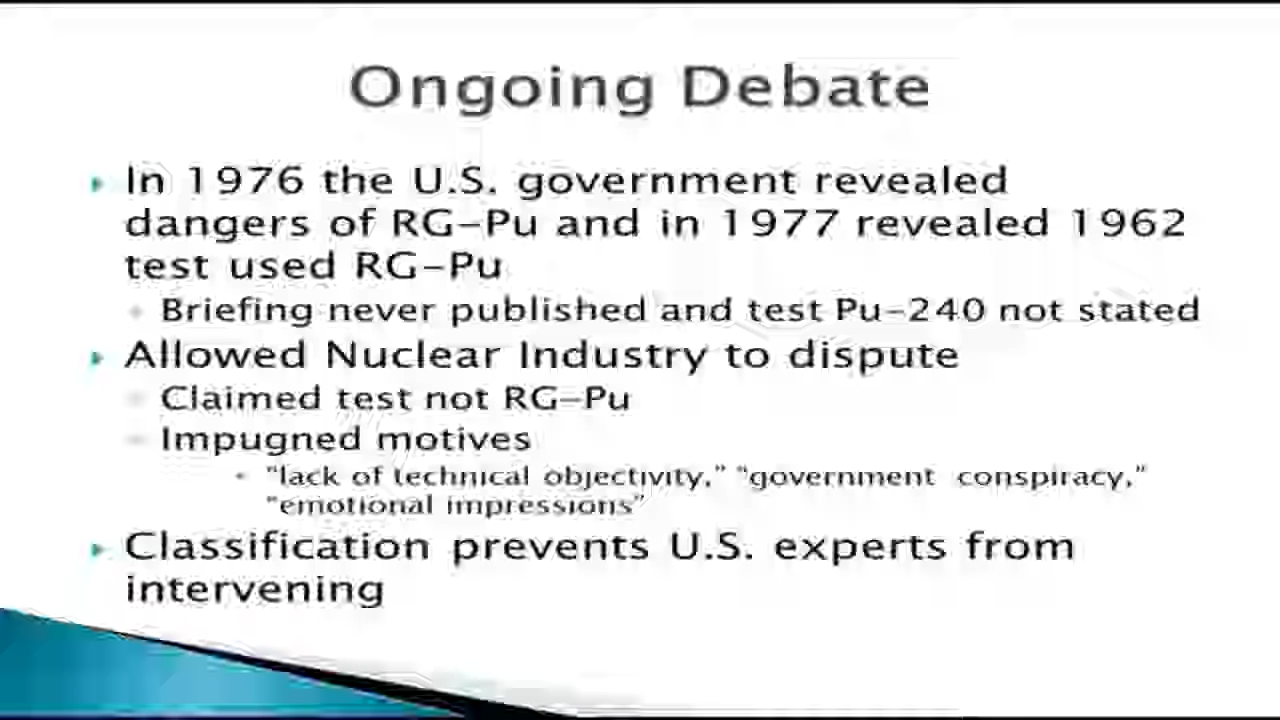 Ongoing Debate
In 1976 the U.S. government revealed
dangers of RG-Pu and in 1977 revealed 1962
test used RG-Pu
Briefing never published and test Pu-240 not stated
Allowed Nuclear Industry to dispute
Claimed test not RG-Pu
Impugned motives
"lack of technical objectivity," "government conspiracy,"
"emotional impressions"
Classification prevents U.S. experts from
intervening